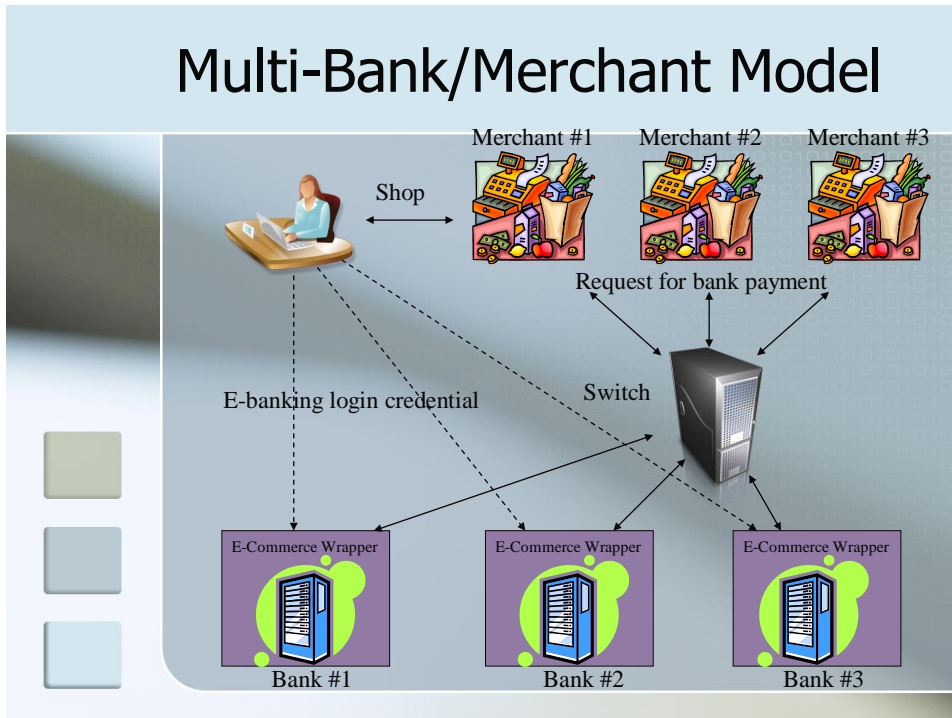 Multi-Bank/Merchant Model
Merchant #1
Merchant #2
Merchant #3
Shop
Request for bank payment
Switch
E-banking login credential
E-Commerce Wrapper
E-Commerce Wrapper
E-Commerce Wrapper
Bank #1
Bank #2
Bank #3